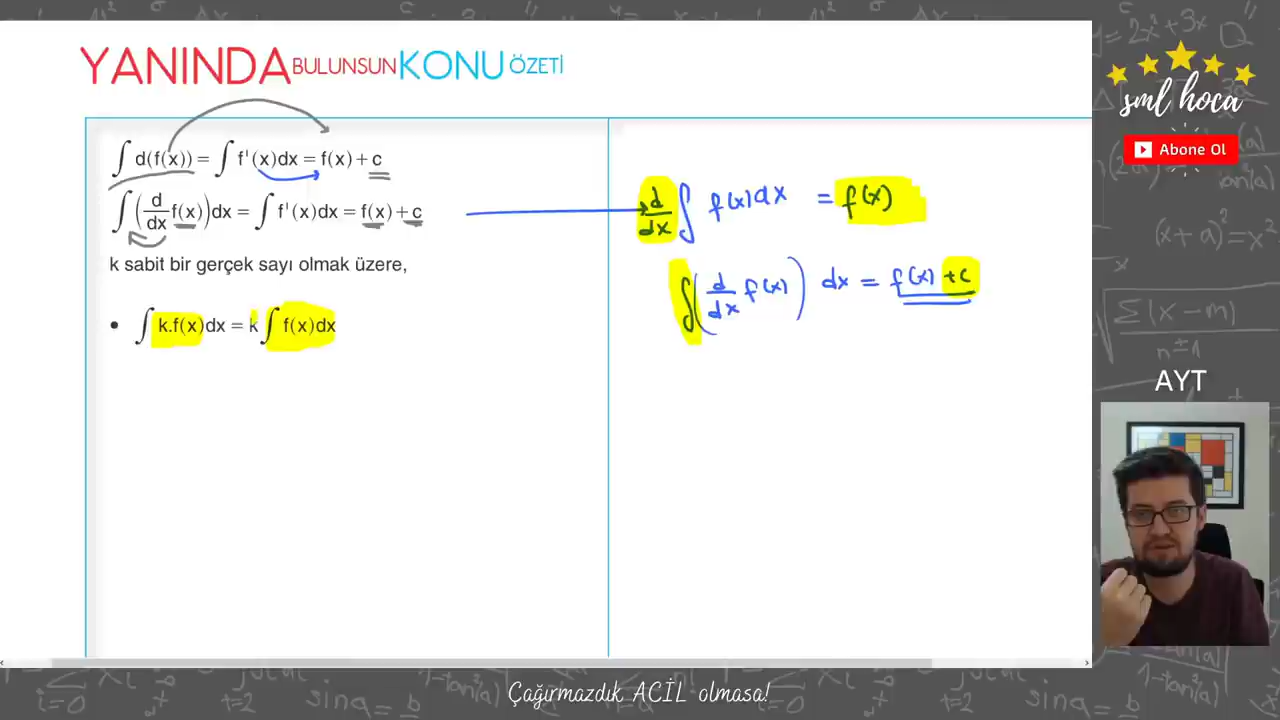 YANINDA BULUNSUN KONU ÖZETİ
∫ d(f(x)) = ∫ f'(x)dx = f(x) + c
∫ (d/dx f(x)) dx = ∫ f'(x)dx = f(x) + c
k sabit bir gerçek sayı olmak üzere,
• ∫ k.f(x)dx = k ∫ f(x)dx
d/dx ∫ f(x) dx = f(x)
∫ (d/dx f(x)) dx = f(x) + c
sml hoca
Abone Ol
AYT
Çağırmazdık ACİL olmasa!